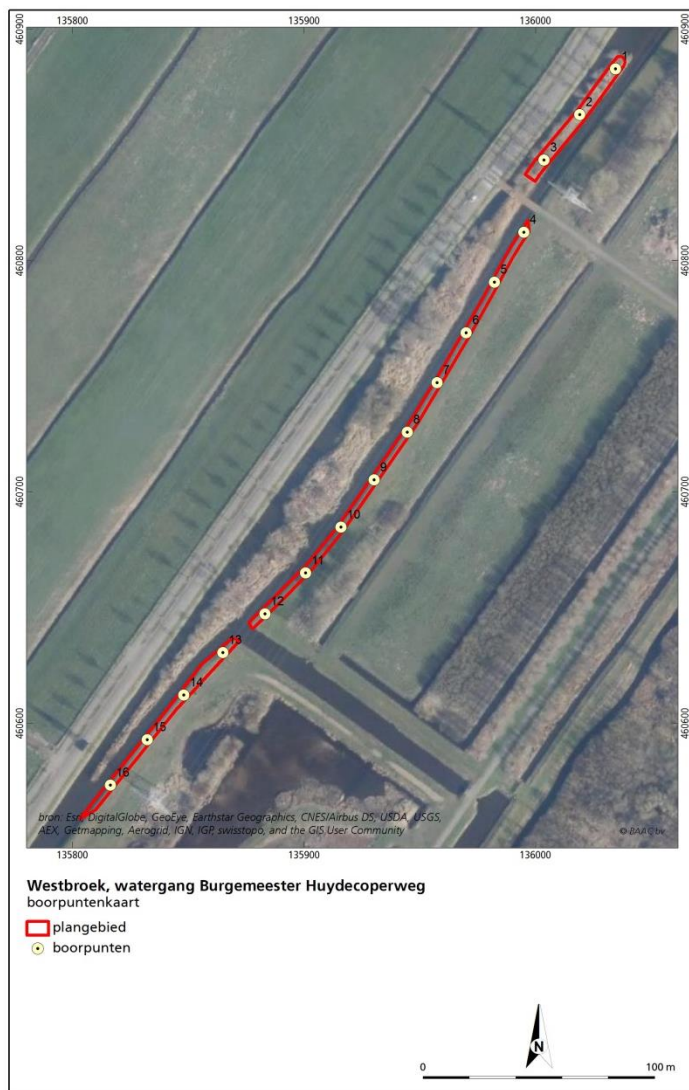 135800 135900 136000
460900 460900
1
2
3
4
460800 460800
5
6
7
8
9
460700 460700
10
11
12
13
14
460600 460600
15
16
bron: Esri, DigitalGlobe, GeoEye, Earthstar Geographics, CNES/Airbus DS, USDA, USGS,
AEX, Getmapping, Aerogrid, IGN, IGP, swisstopo, and the GIS User Community
© BAAC bv
135800 135900 136000
Westbroek, watergang Burgemeester Huydecoperweg
boorpuntenkaart
plangebied
boorpunten
N
0 100 m